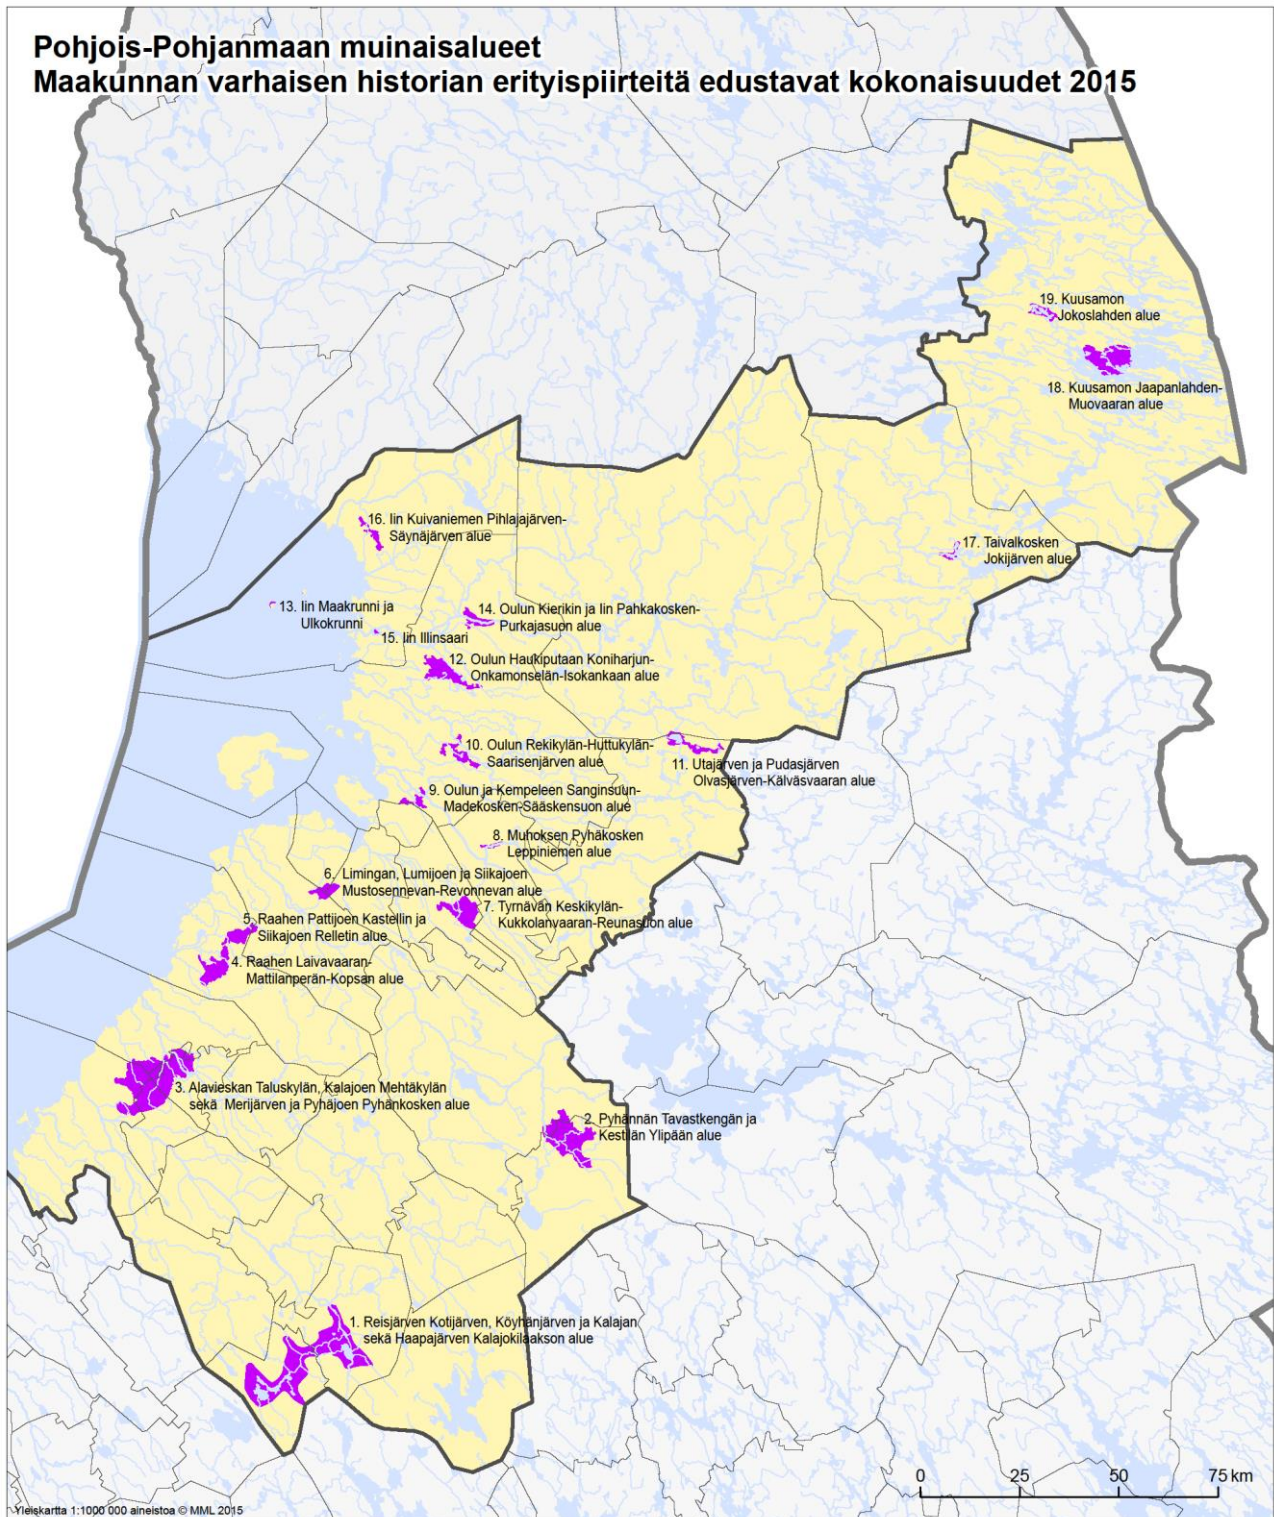 Pohjois-Pohjanmaan muinaisalueet
Maakunnan varhaisen historian erityispiirteitä edustavat kokonaisuudet 2015
19. Kuusamon
Jokoslahden alue
18. Kuusamon Jaapanlahden-
Muovaaran alue
16. Iin Kuivaniemen Pihlajajärven-
Säynäjärven alue
17. Taivalkosken
Jokijärven alue
13. Iin Maakrunni ja
Ulkokrunni
14. Oulun Kierikin ja Iin Pahkakosken-
Purkajasuon alue
15. Iin Illinsaari
12. Oulun Haukiputaan Koniharjun-
Onkamonselän-Isokankaan alue
10. Oulun Rekikylän-Huttukylän-
Saarisenjärven alue
11. Utajärven ja Pudasjärven
Olvasjärven-Kälväsvaaran alue
9. Oulun ja Kempeleen Sanginsuun-
Madekosken-Sääskensuon alue
8. Muhoksen Pyhäkosken
Leppiniemen alue
6. Limingan, Lumijoen ja Siikajoen
Mustosennevan-Revonnevan alue
7. Tyrnävän Keskikylän-
Kukkolanvaaran-Reunasuon alue
5. Raahen Pattijoen Kastellin ja
Siikajoen Relletin alue
4. Raahen Laivavaaran-
Mattilanperän-Kopsan alue
3. Alavieskan Taluskylän, Kalajoen Mehtäkylän
sekä Merijärven ja Pyhäjoen Pyhänkosken alue
2. Pyhännän Tavastkengän ja
Kestilän Ylipään alue
1. Reisjärven Kotijärven, Köyhänjärven ja Kalajan
sekä Haapajärven Kalajokilaakson alue
0 25 50 75 km
Yleiskartta 1:1000 000 aineistoa © MML 2015